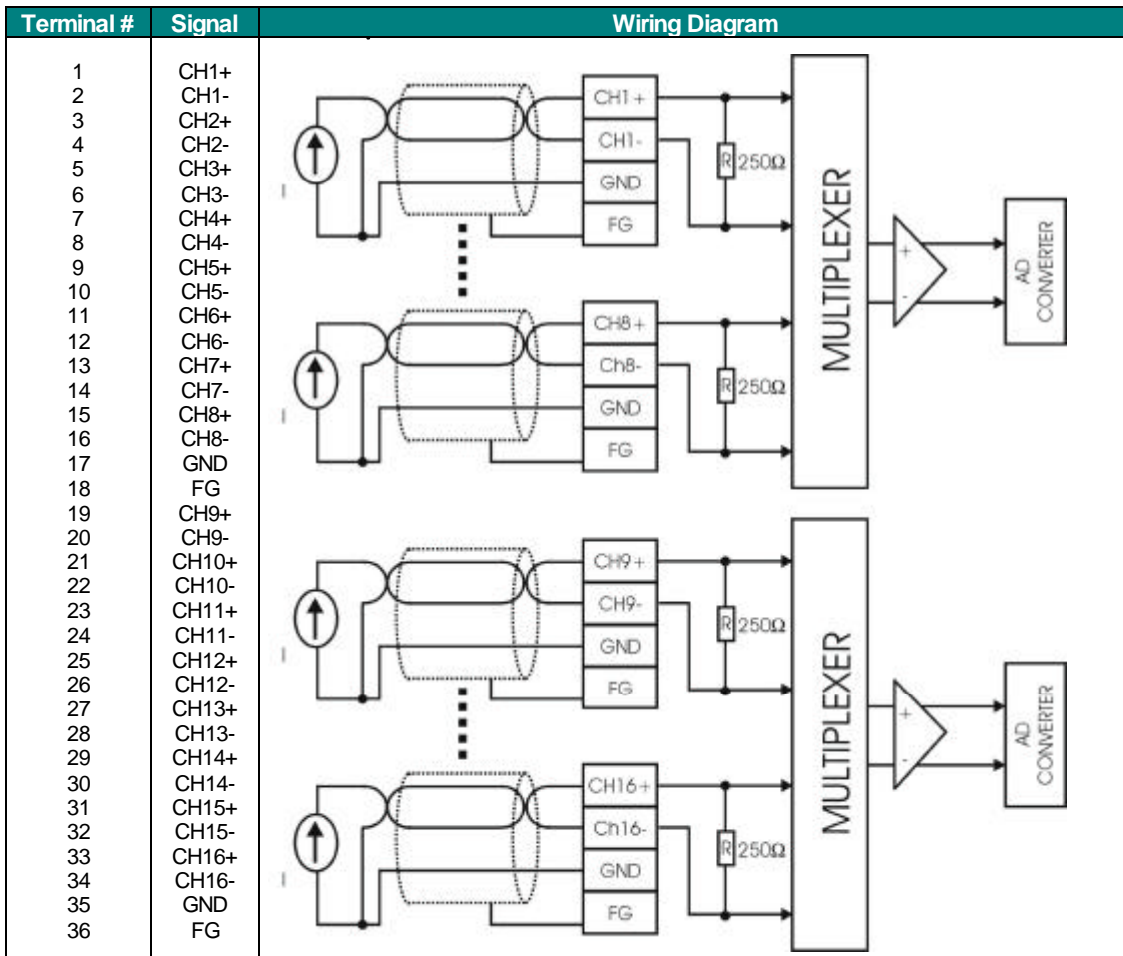 Terminal # Signal Wiring Diagram
1 CH1+
2 CH1-
3 CH2+
4 CH2-
5 CH3+
6 CH3-
7 CH4+
8 CH4-
9 CH5+
10 CH5-
11 CH6+
12 CH6-
13 CH7+
14 CH7-
15 CH8+
16 CH8-
17 GND
18 FG
19 CH9+
20 CH9-
21 CH10+
22 CH10-
23 CH11+
24 CH11-
25 CH12+
26 CH12-
27 CH13+
28 CH13-
29 CH14+
30 CH14-
31 CH15+
32 CH15-
33 CH16+
34 CH16-
35 GND
36 FG
I
CH1+
CH1-
GND
FG
R 250Ω
I
CH8+
Ch8-
GND
FG
R 250Ω
MULTIPLEXER
+
-
AD
CONVERTER
I
CH9+
CH9-
GND
FG
R 250Ω
I
CH16+
Ch16-
GND
FG
R 250Ω
MULTIPLEXER
+
-
AD
CONVERTER